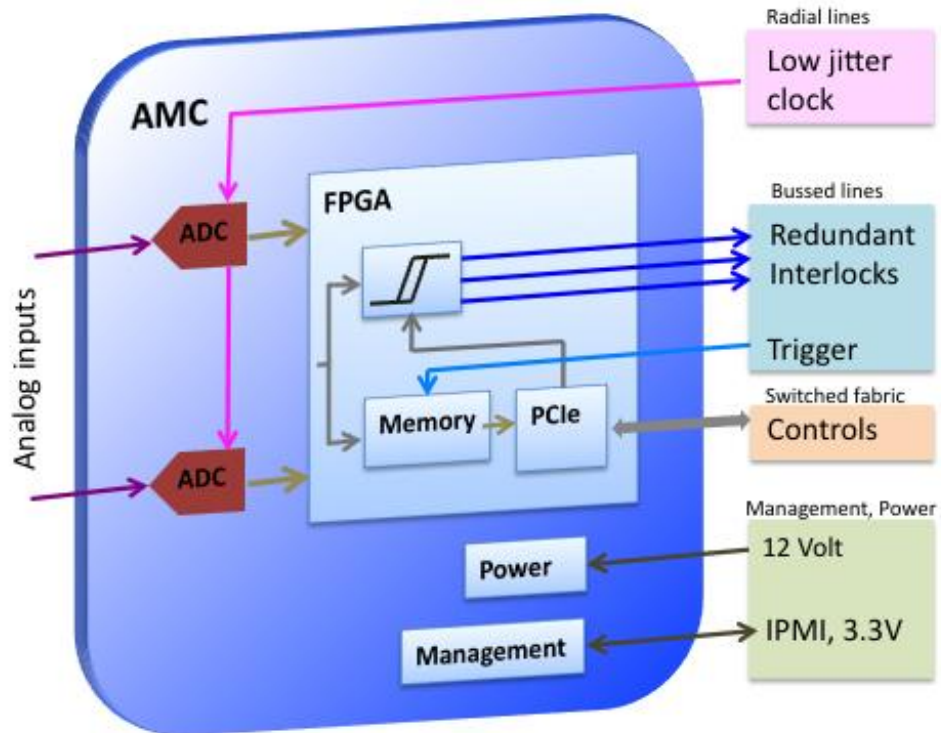 Radial lines
Low jitter
clock
AMC
Bussed lines
FPGA
ADC
Redundant
Interlocks
Analog inputs
Trigger
Switched fabric
Memory
PCIe
Controls
ADC
Management, Power
12 Volt
Power
IPMI, 3.3V
Management